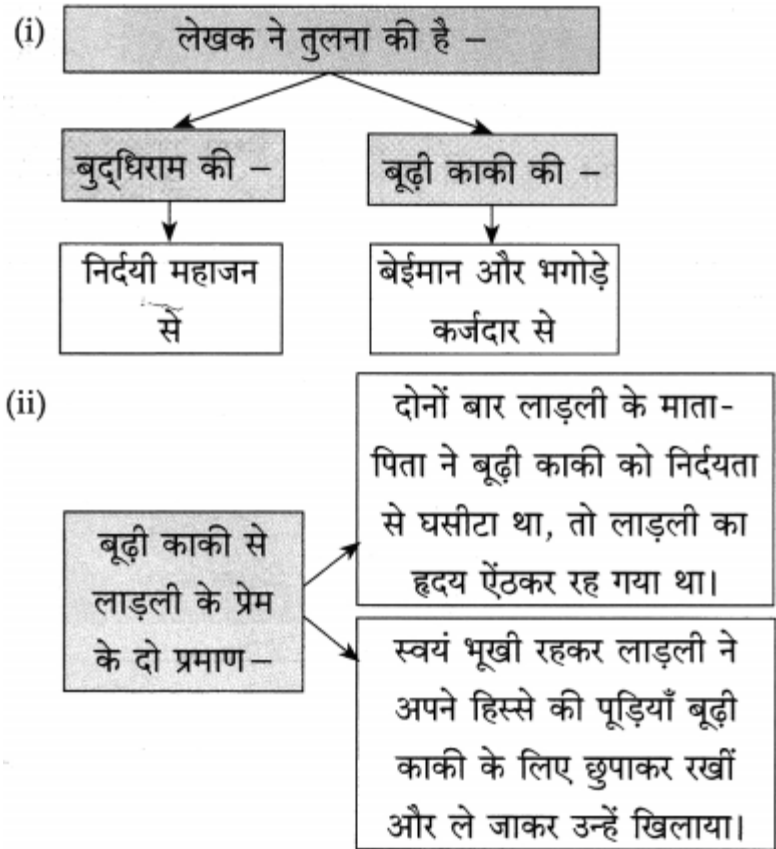 (i)
लेखक ने तुलना की है –
बुद्‌धिराम की –
बूढ़ी काकी की –
निर्दयी महाजन
से
बेईमान और भगोड़े
कर्जदार से
(ii)
बूढ़ी काकी से
लाड़ली के प्रेम
के दो प्रमाण–
दोनों बार लाड़ली के माता-
पिता ने बूढ़ी काकी को निर्दयता
से घसीटा था, तो लाड़ली का
हृदय ऐंठकर रह गया था।
स्वयं भूखी रहकर लाड़ली ने
अपने हिस्से की पूड़ियाँ बूढ़ी
काकी के लिए छुपाकर रखीं
और ले जाकर उन्हें खिलाया।